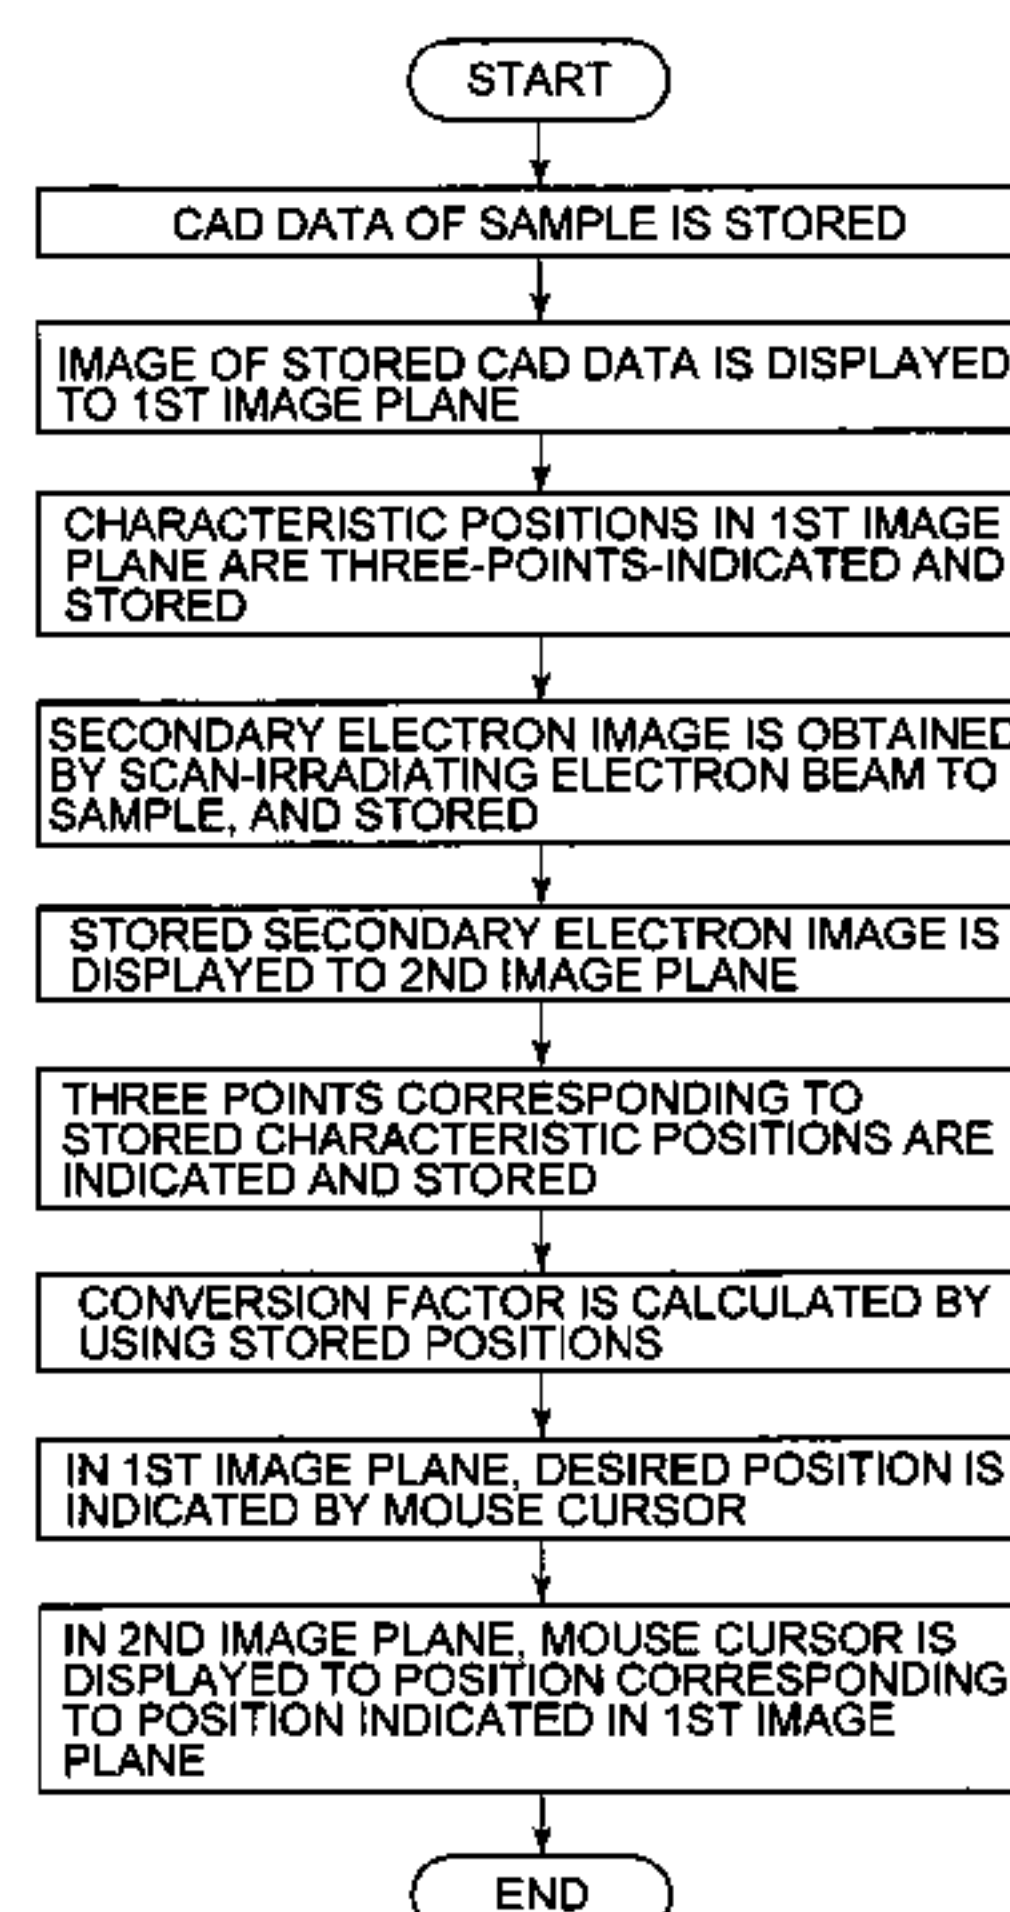 START
CAD DATA OF SAMPLE IS STORED
IMAGE OF STORED CAD DATA IS DISPLAYED
TO 1ST IMAGE PLANE
CHARACTERISTIC POSITIONS IN 1ST IMAGE
PLANE ARE THREE-POINTS-INDICATED AND
STORED
SECONDARY ELECTRON IMAGE IS OBTAINED
BY SCAN-IRRADIATING ELECTRON BEAM TO
SAMPLE, AND STORED
STORED SECONDARY ELECTRON IMAGE IS
DISPLAYED TO 2ND IMAGE PLANE
THREE POINTS CORRESPONDING TO
STORED CHARACTERISTIC POSITIONS ARE
INDICATED AND STORED
CONVERSION FACTOR IS CALCULATED BY
USING STORED POSITIONS
IN 1ST IMAGE PLANE, DESIRED POSITION IS
INDICATED BY MOUSE CURSOR
IN 2ND IMAGE PLANE, MOUSE CURSOR IS
DISPLAYED TO POSITION CORRESPONDING
TO POSITION INDICATED IN 1ST IMAGE
PLANE
END